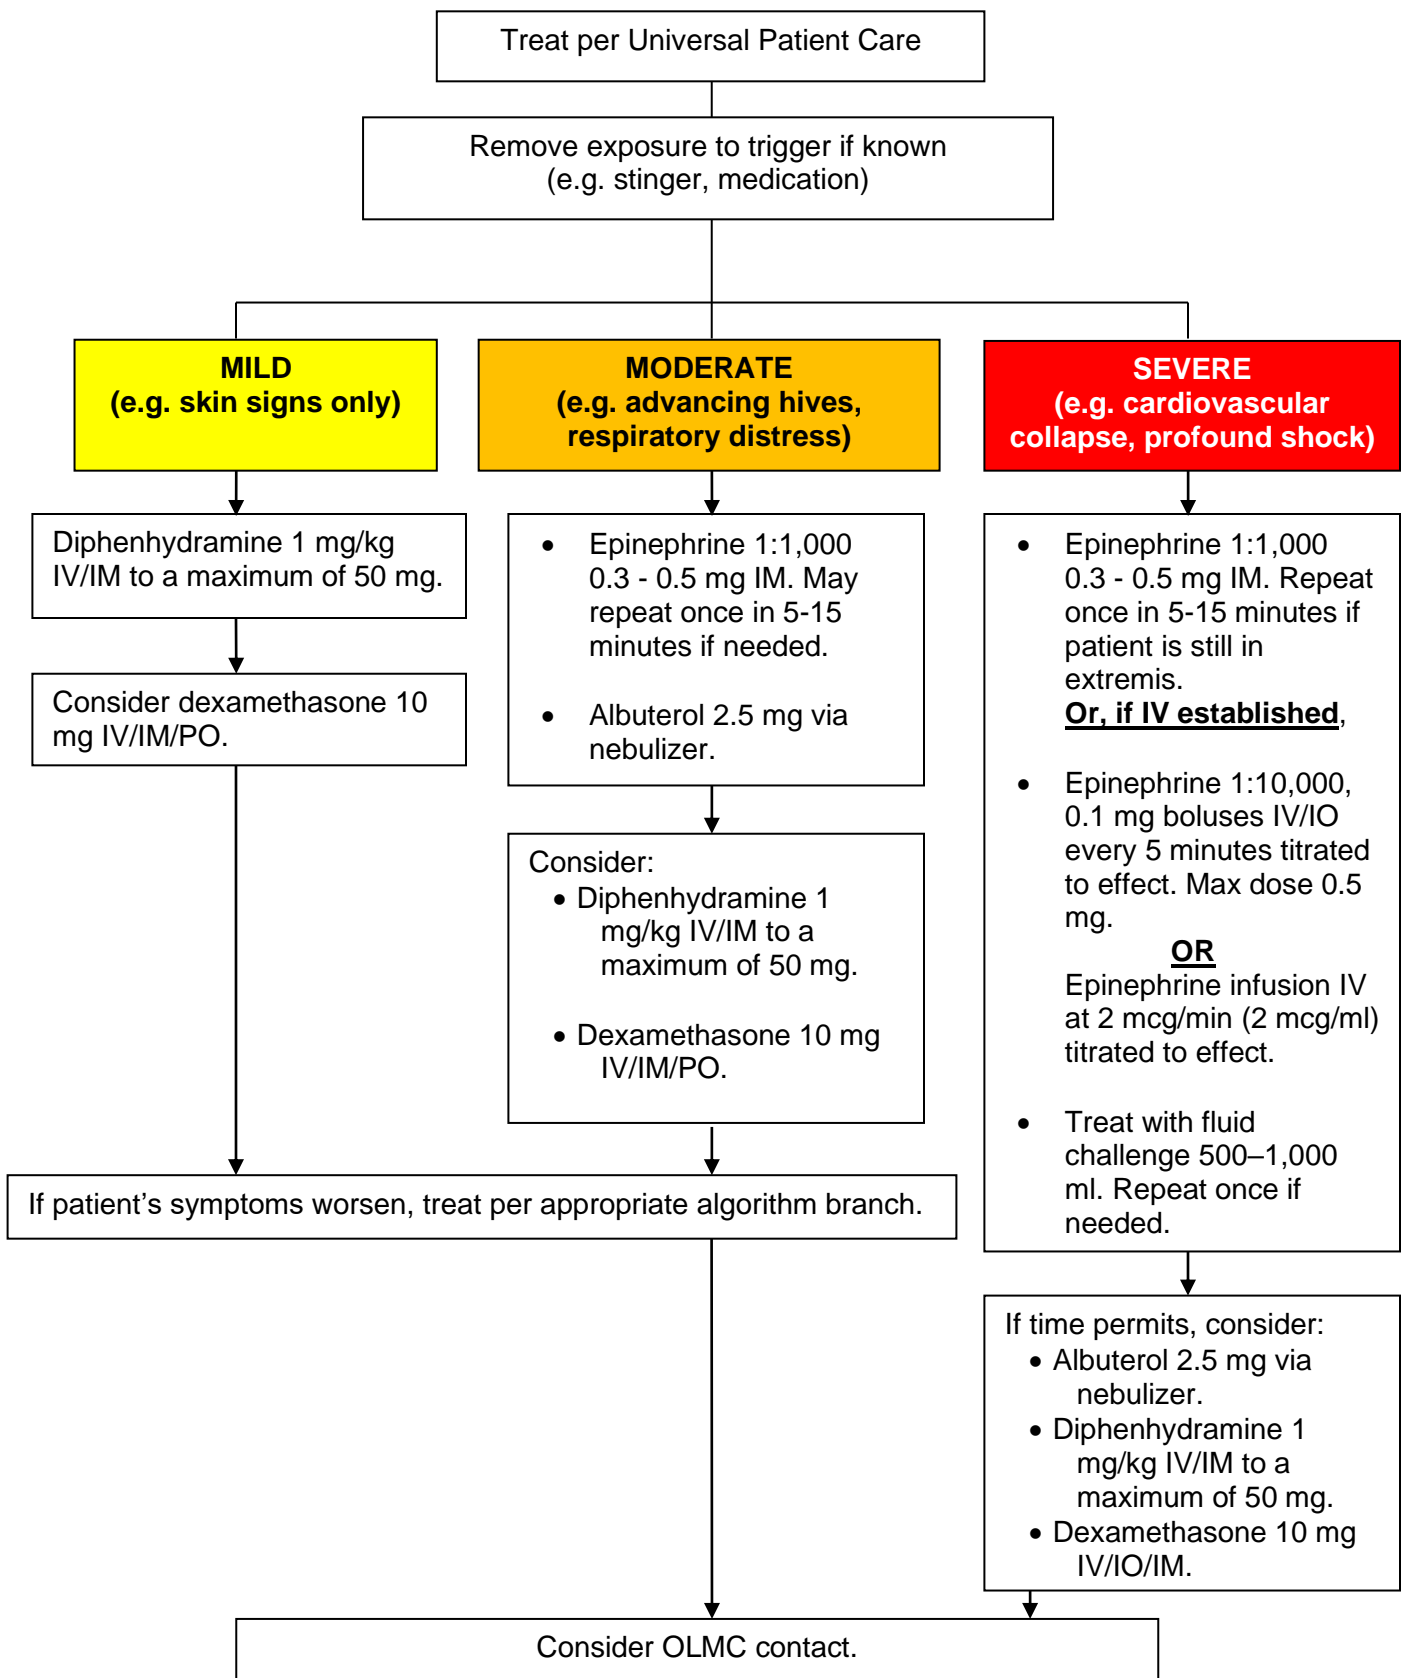 Treat per Universal Patient Care
Remove exposure to trigger if known
(e.g. stinger, medication)
MILD
(e.g. skin signs only)
MODERATE
(e.g. advancing hives,
respiratory distress)
SEVERE
(e.g. cardiovascular
collapse, profound shock)
Diphenhydramine 1 mg/kg
IV/IM to a maximum of 50 mg.
Consider dexamethasone 10
mg IV/IM/PO.
• Epinephrine 1:1,000
0.3 - 0.5 mg IM. May
repeat once in 5-15
minutes if needed.
• Albuterol 2.5 mg via
nebulizer.
Consider:
• Diphenhydramine 1
mg/kg IV/IM to a
maximum of 50 mg.
• Dexamethasone 10 mg
IV/IM/PO.
• Epinephrine 1:1,000
0.3 - 0.5 mg IM. Repeat
once in 5-15 minutes if
patient is still in
extremis.
Or, if IV established,
• Epinephrine 1:10,000,
0.1 mg boluses IV/IO
every 5 minutes titrated
to effect. Max dose 0.5
mg.
OR
Epinephrine infusion IV
at 2 mcg/min (2 mcg/ml)
titrated to effect.
• Treat with fluid
challenge 500–1,000
ml. Repeat once if
needed.
If patient’s symptoms worsen, treat per appropriate algorithm branch.
If time permits, consider:
• Albuterol 2.5 mg via
nebulizer.
• Diphenhydramine 1
mg/kg IV/IM to a
maximum of 50 mg.
• Dexamethasone 10 mg
IV/IO/IM.
Consider OLMC contact.